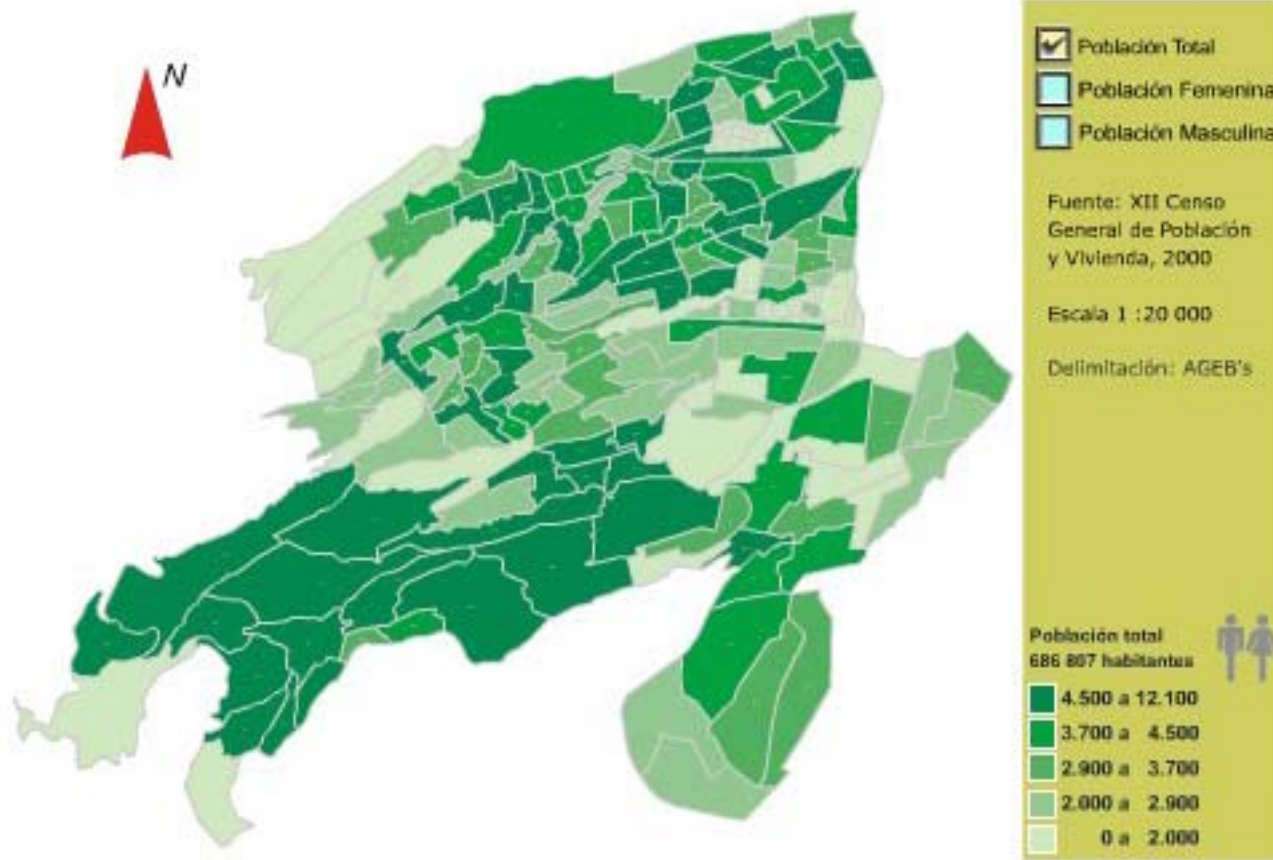 N
Población Total
Población Femenina
Población Masculina
Fuente: XII Censo
General de Población
y Vivienda, 2000
Escala 1 :20 000
Delimitación: AGEB's
Población total
686 807 habitantes
4.500 a 12.100
3.700 a 4.500
2.900 a 3.700
2.000 a 2.900
0 a 2.000